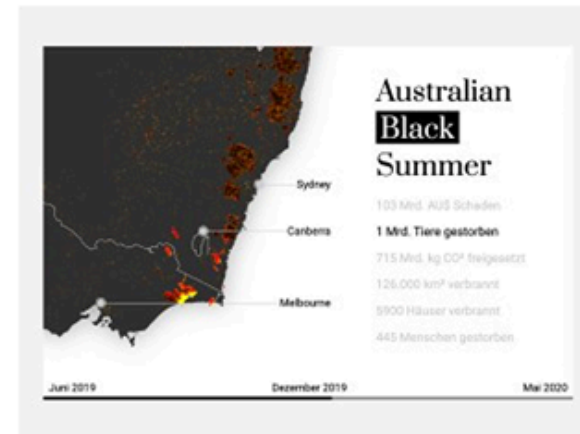 Australian
Black
Summer
103 Mrd. AU$ Schaden
1 Mrd. Tiere gestorben
715 Mrd. kg CO² freigesetzt
126.000 km² verbrannt
5900 Häuser verbrannt
445 Menschen gestorben
Sydney
Canberra
Melbourne
Juni 2019
Dezember 2019
Mai 2020